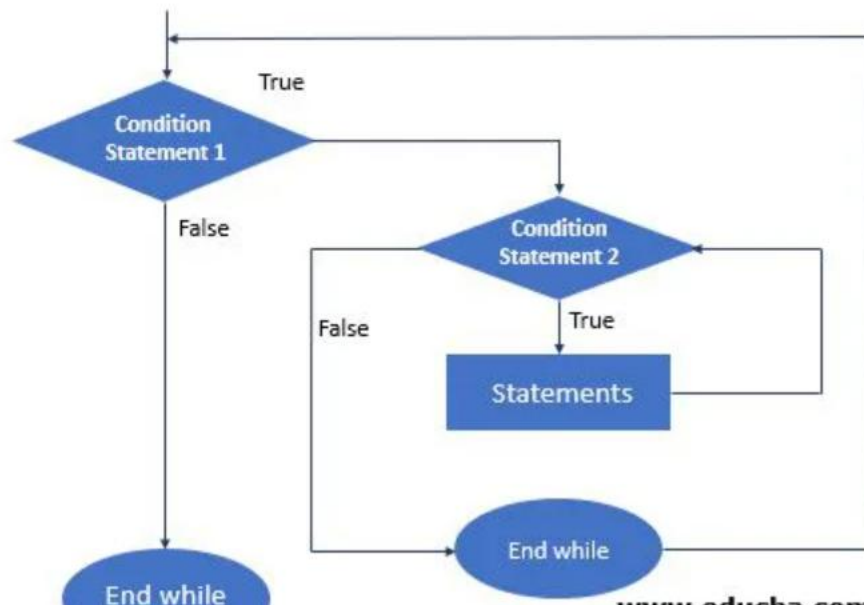 True
Condition
Statement 1
False
Condition
Statement 2
False
True
Statements
End while
End while